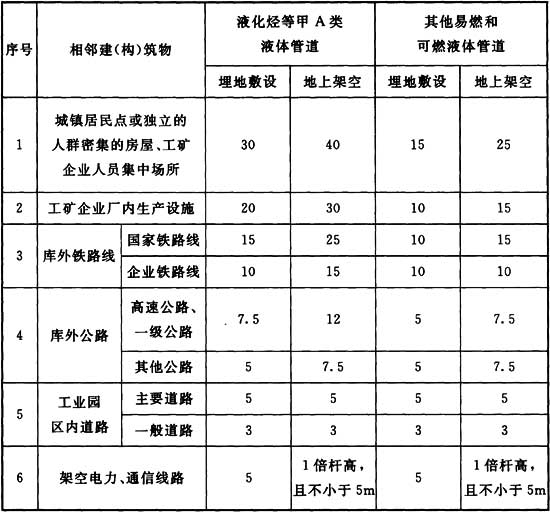 序号 相邻建(构)筑物 液化烃等甲A类 其他易燃和
液体管道 可燃液体管道
埋地敷设 地上架空 埋地敷设 地上架空
1 城镇居民点或独立的
人群密集的房屋、工矿 30 40 15 25
企业人员集中场所
2 工矿企业厂内生产设施 20 30 10 15
3 库外铁路线 国家铁路线 15 25 10 15
企业铁路线 10 15 10 10
4 库外公路 高速公路、
一级公路 7.5 12 5 7.5
其他公路 5 7.5 5 7.5
5 工业园
区内道路 主要道路 5 5 5 5
一般道路 3 3 3 3
6 架空电力、通信线路 5 1倍杆高,
且不小于5m 5 1倍杆高,
且不小于5m